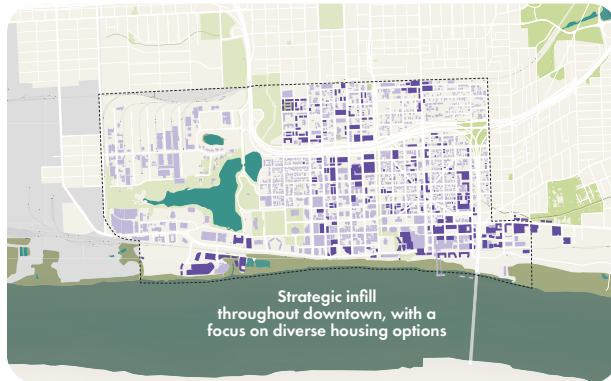 Strategic infill
throughout downtown, with a
focus on diverse housing options